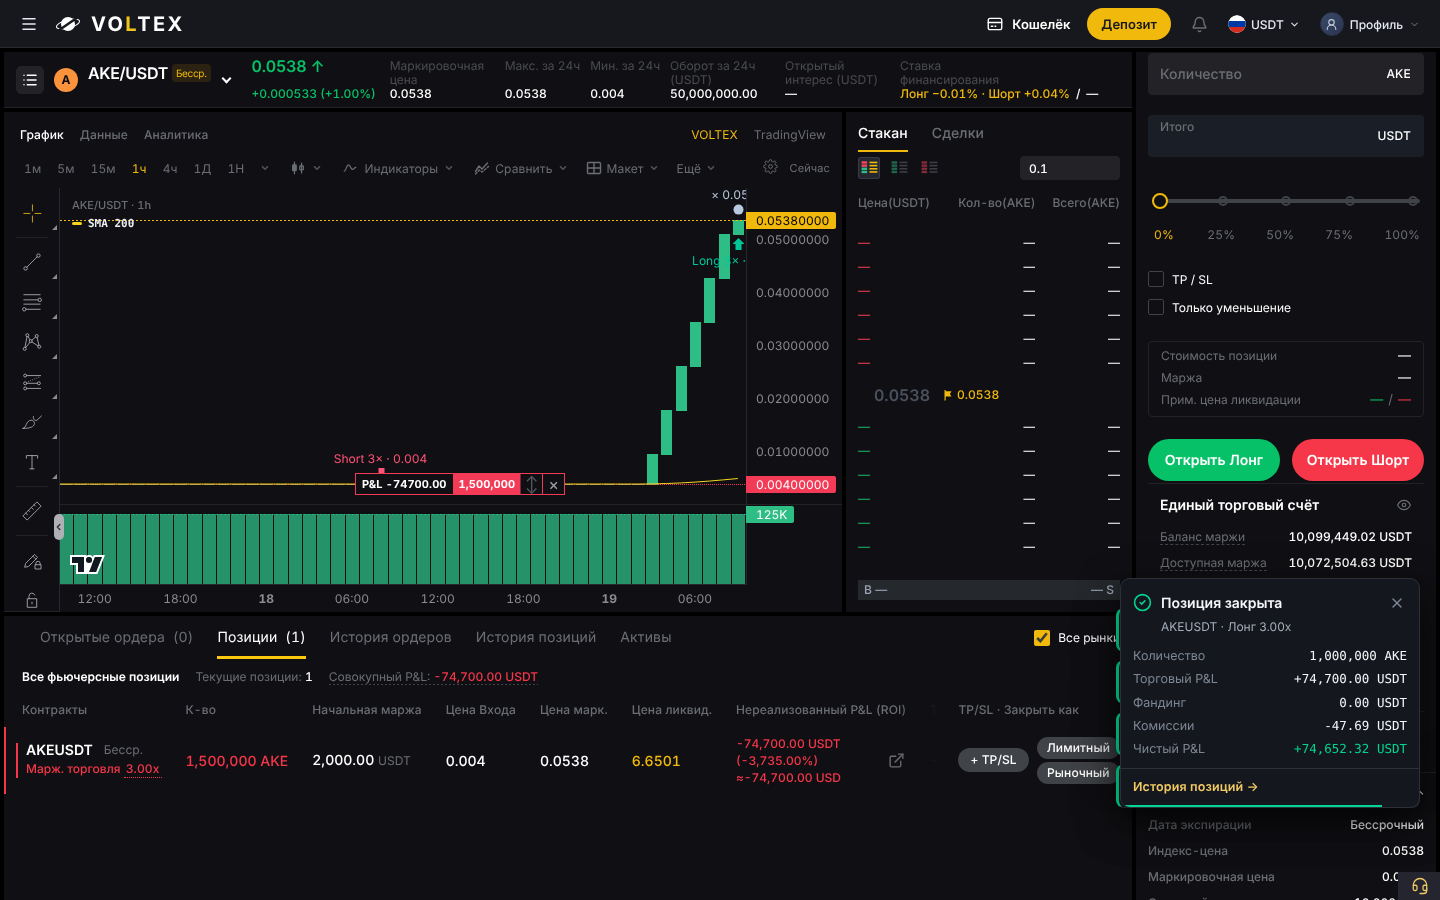 VOLTEX
Кошелёк
Депозит
USDT
Профиль
A
AKE/USDT
Бесср.
0.0538 ↑
+0.000533 (+1.00%)
Маркировочная цена
0.0538
Макс. за 24ч
0.0538
Мин. за 24ч
0.004
Оборот за 24ч (USDT)
50,000,000.00
Открытый интерес (USDT)
—
Ставка финансирования
Лонг −0.01% · Шорт +0.04% / —
График
Данные
Аналитика
VOLTEX
TradingView
1м
5м
15м
1ч
4ч
1Д
1Н
Индикаторы
Сравнить
Макет
Ещё
Сейчас
AKE/USDT · 1h
SMA 200
× 0.05
0.05380000
0.05000000
0.04000000
0.03000000
0.02000000
0.01000000
0.00400000
125K
Short 3× · 0.004
P&L -74700.00
1,500,000
×
12:00
18:00
18
06:00
12:00
18:00
19
06:00
Стакан
Сделки
0.1
Цена(USDT)
Кол-во(AKE)
Всего(AKE)
— — —
— — —
— — —
— — —
— — —
— — —
0.0538
0.0538
— — —
— — —
— — —
— — —
— — —
— — —
B —
— S
Количество
AKE
Итого
USDT
0%
25%
50%
75%
100%
TP / SL
Только уменьшение
Стоимость позиции
—
Маржа
—
Прим. цена ликвидации
— / —
Открыть Лонг
Открыть Шорт
Единый торговый счёт
Баланс маржи
10,099,449.02 USDT
Доступная маржа
10,072,504.63 USDT
Позиция закрыта
AKEUSDT · Лонг 3.00x
Количество
1,000,000 AKE
Торговый P&L
+74,700.00 USDT
Фандинг
0.00 USDT
Комиссии
-47.69 USDT
Чистый P&L
+74,652.32 USDT
История позиций →
Дата экспирации
Бессрочный
Индекс-цена
0.0538
Маркировочная цена
Открытые ордера (0)
Позиции (1)
История ордеров
История позиций
Активы
Все рынки
Все фьючерсные позиции
Текущие позиции: 1
Совокупный P&L: -74,700.00 USDT
Контракты
К-во
Начальная маржа
Цена Входа
Цена марк.
Цена ликвид.
Нереализованный P&L (ROI)
TP/SL · Закрыть как
AKEUSDT Бесср.
Марж. торговля 3.00x
1,500,000 AKE
2,000.00 USDT
0.004
0.0538
6.6501
-74,700.00 USDT
(-3,735.00%)
≈-74,700.00 USD
+ TP/SL
Лимитный
Рыночный